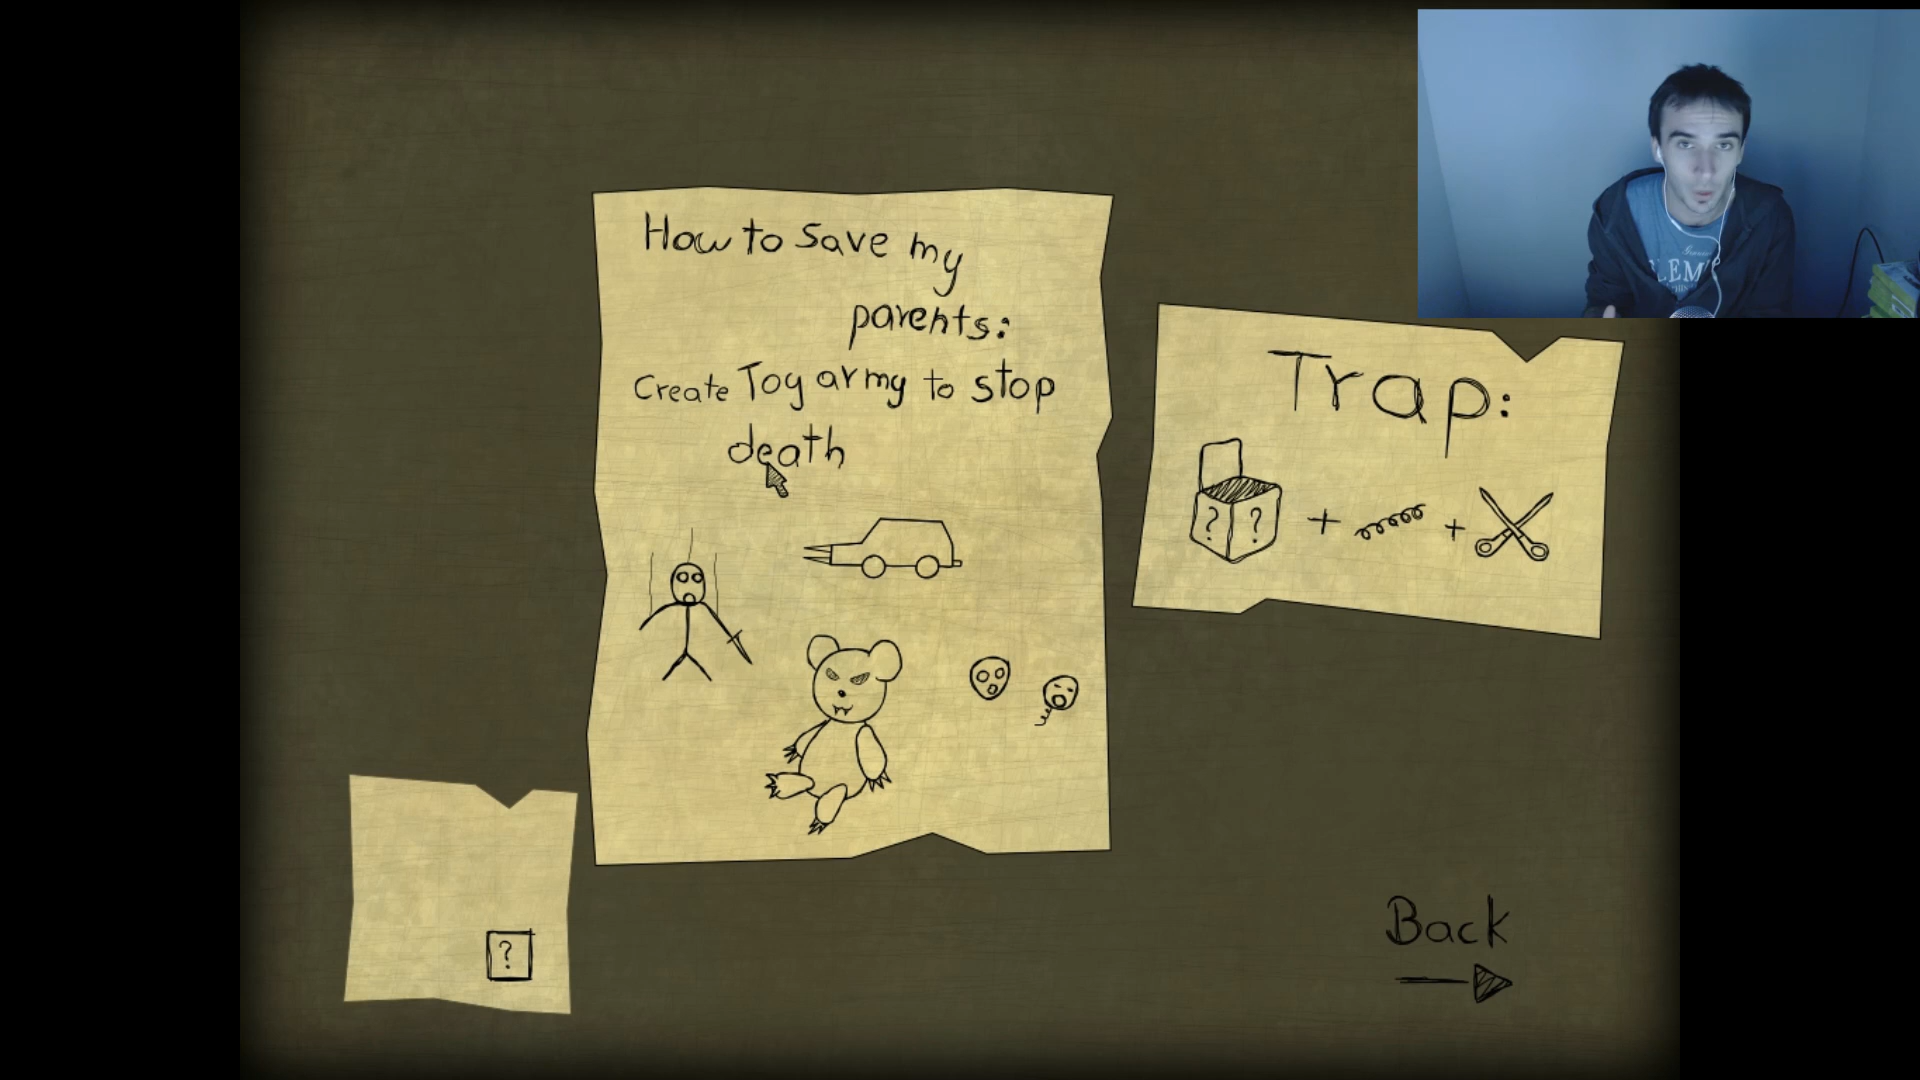 How to save my
parents:
Create Toy army to stop
death
Trap:
? ?
+ +
?
Back